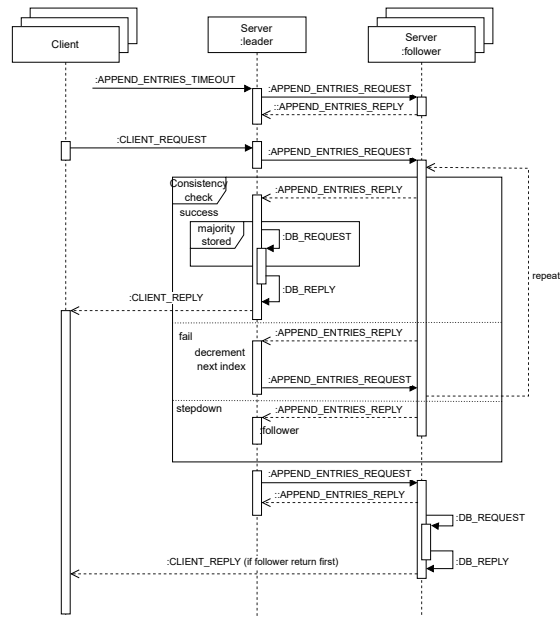 Client
Server
:leader
Server
:follower
:APPEND_ENTRIES_TIMEOUT
:APPEND_ENTRIES_REQUEST
::APPEND_ENTRIES_REPLY
:CLIENT_REQUEST
:APPEND_ENTRIES_REQUEST
Consistency
check
:APPEND_ENTRIES_REPLY
success
majority
stored
:DB_REQUEST
repeat
:DB_REPLY
:CLIENT_REPLY
fail
:APPEND_ENTRIES_REPLY
decrement
next index
:APPEND_ENTRIES_REQUEST
stepdown
:APPEND_ENTRIES_REPLY
:follower
:APPEND_ENTRIES_REQUEST
::APPEND_ENTRIES_REPLY
:DB_REQUEST
:CLIENT_REPLY (if follower return first)
:DB_REPLY